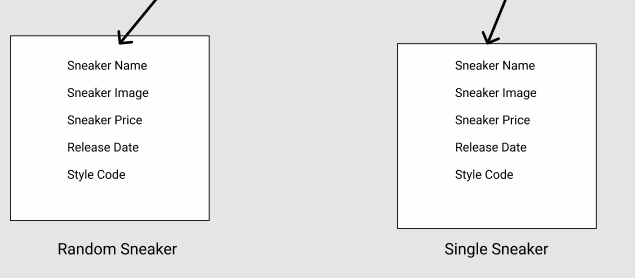 Sneaker Name
Sneaker Image
Sneaker Price
Release Date
Style Code
Random Sneaker
Sneaker Name
Sneaker Image
Sneaker Price
Release Date
Style Code
Single Sneaker